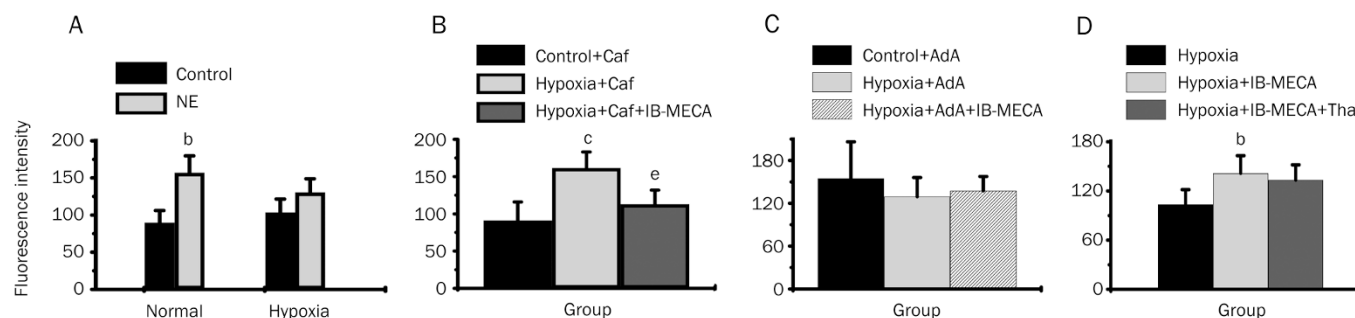 A
Control
NE
Fluorescence intensity
200
150
100
50
0
b
Normal
Hypoxia
B
Control+Caf
Hypoxia+Caf
Hypoxia+Caf+IB-MECA
200
150
100
50
0
c
e
Group
C
Control+AdA
Hypoxia+AdA
Hypoxia+AdA+IB-MECA
180
120
60
0
Group
D
Hypoxia
Hypoxia+IB-MECA
Hypoxia+IB-MECA+Tha
180
120
60
0
b
Group